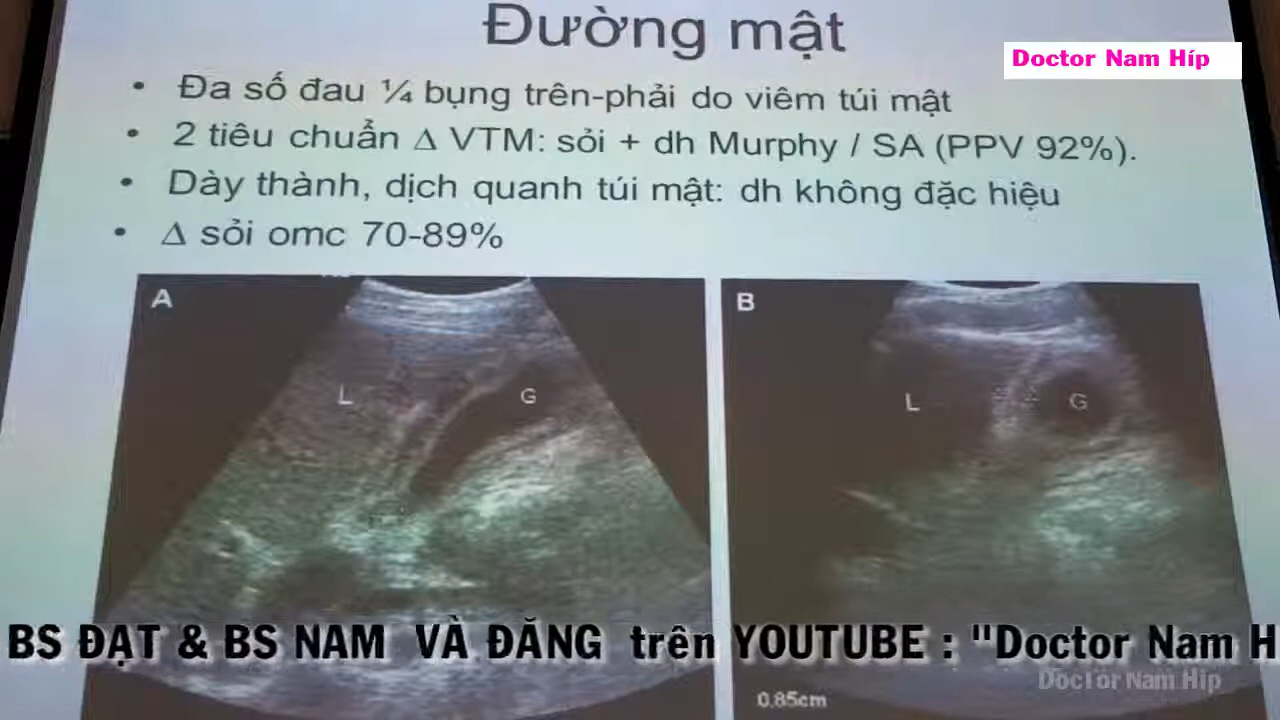 Đường mật
Doctor Nam Híp
• Đa số đau ¼ bụng trên-phải do viêm túi mật
• 2 tiêu chuẩn Δ VTM: sỏi + dh Murphy / SA (PPV 92%).
• Dày thành, dịch quanh túi mật: dh không đặc hiệu
• Δ sỏi omc 70-89%
A
B
L
G
L
G
BS ĐẠT & BS NAM VÀ ĐĂNG trên YOUTUBE : "Doctor Nam H
DocTor Nam Híp
0.85cm